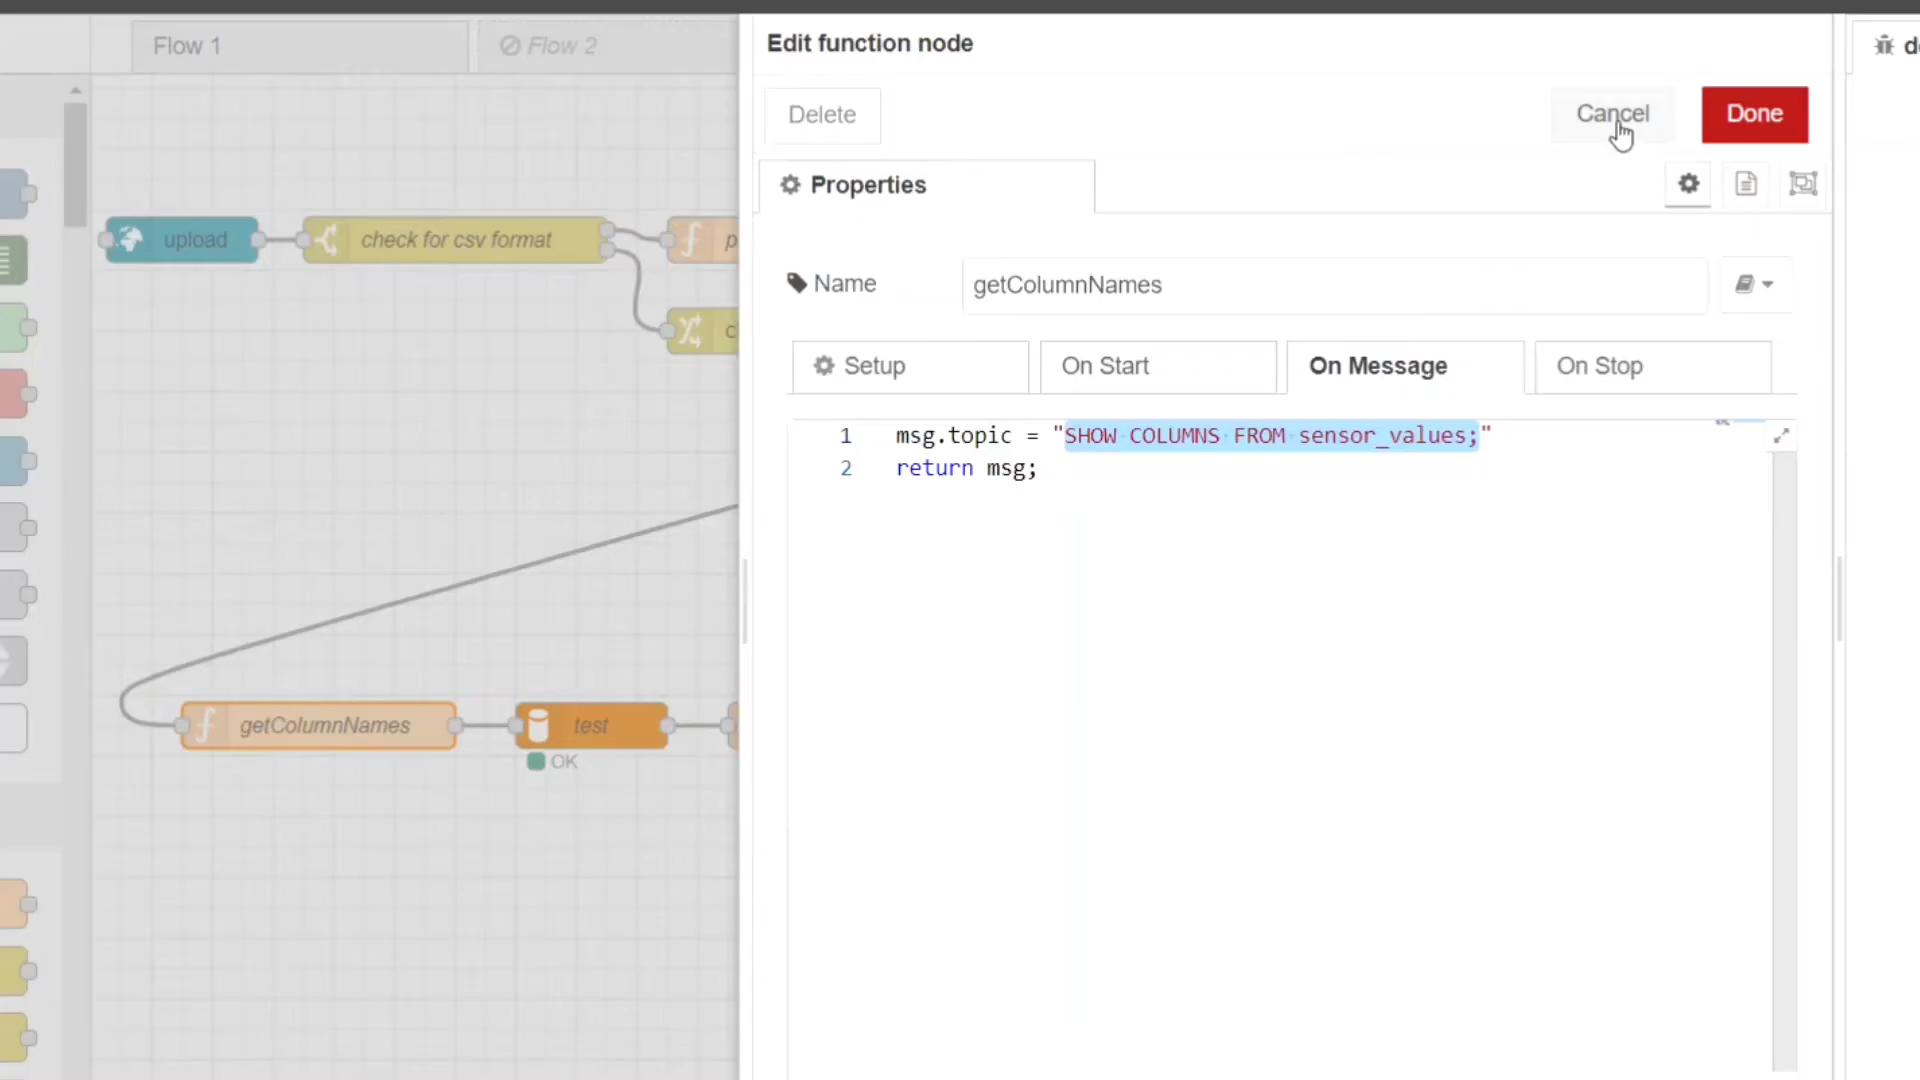 Flow 1
Flow 2
Edit function node
Delete
Cancel
Done
Properties
upload
check for csv format
Name
getColumnNames
Setup
On Start
On Message
On Stop
1 msg.topic = "SHOW COLUMNS FROM sensor_values;"
2 return msg;
getColumnNames
test
OK